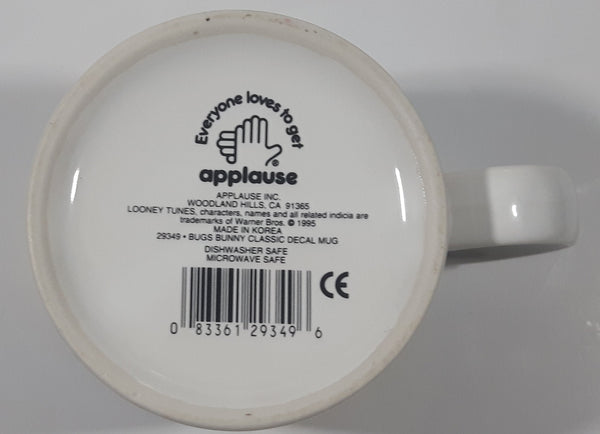 Everyone loves to get
applause®
APPLAUSE INC.
WOODLAND HILLS, CA 91365
LOONEY TUNES, characters, names and all related indicia are
trademarks of Warner Bros. © 1995
MADE IN KOREA
29349 • BUGS BUNNY CLASSIC DECAL MUG
DISHWASHER SAFE
MICROWAVE SAFE
CE
0 83361 29349 6